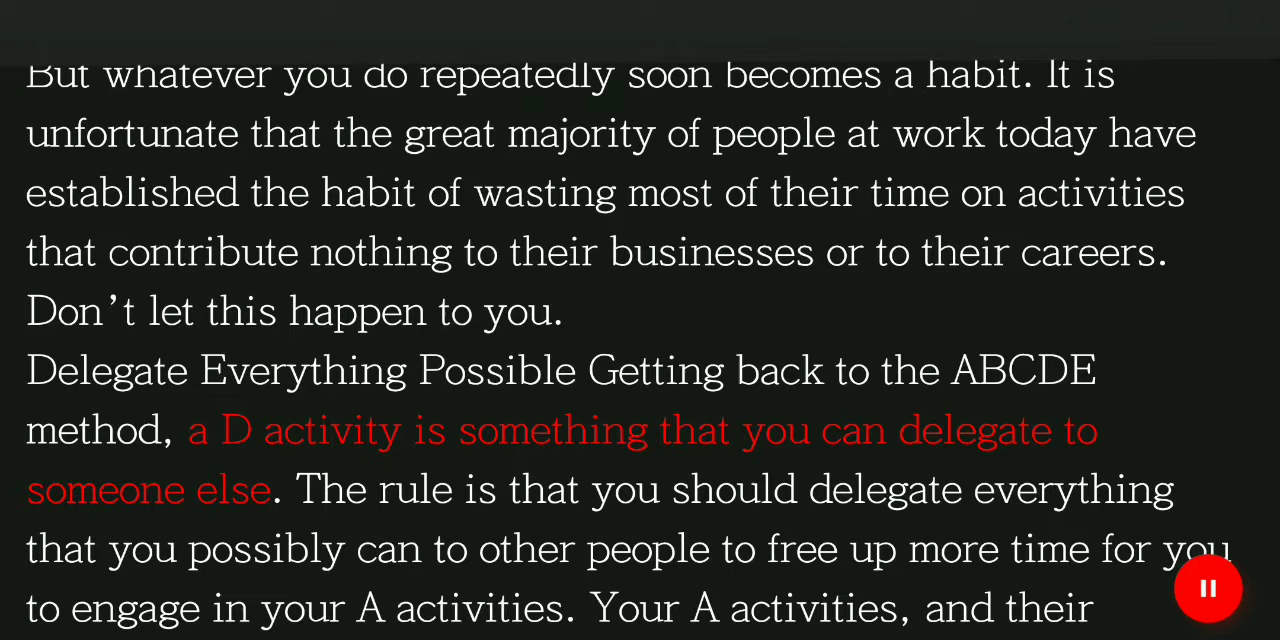 But whatever you do repeatedly soon becomes a habit. It is
unfortunate that the great majority of people at work today have
established the habit of wasting most of their time on activities
that contribute nothing to their businesses or to their careers.
Don’t let this happen to you.
Delegate Everything Possible Getting back to the ABCDE
method, a D activity is something that you can delegate to
someone else. The rule is that you should delegate everything
that you possibly can to other people to free up more time for you
to engage in your A activities. Your A activities, and their